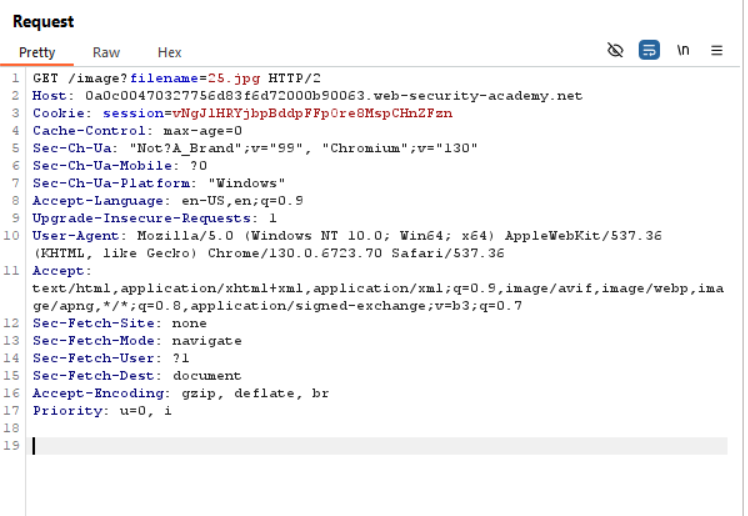 Request
Pretty Raw Hex
\n
1 GET /image?filename=25.jpg HTTP/2
2 Host: 0a0c00470327756d83f6d72000b90063.web-security-academy.net
3 Cookie: session=vNgJlHRYjbpBddpFFp0re8MspCHnZFzn
4 Cache-Control: max-age=0
5 Sec-Ch-Ua: "Not?A_Brand";v="99", "Chromium";v="130"
6 Sec-Ch-Ua-Mobile: ?0
7 Sec-Ch-Ua-Platform: "Windows"
8 Accept-Language: en-US,en;q=0.9
9 Upgrade-Insecure-Requests: 1
10 User-Agent: Mozilla/5.0 (Windows NT 10.0; Win64; x64) AppleWebKit/537.36
(KHTML, like Gecko) Chrome/130.0.6723.70 Safari/537.36
11 Accept:
text/html,application/xhtml+xml,application/xml;q=0.9,image/avif,image/webp,ima
ge/apng,*/*;q=0.8,application/signed-exchange;v=b3;q=0.7
12 Sec-Fetch-Site: none
13 Sec-Fetch-Mode: navigate
14 Sec-Fetch-User: ?1
15 Sec-Fetch-Dest: document
16 Accept-Encoding: gzip, deflate, br
17 Priority: u=0, i
18
19